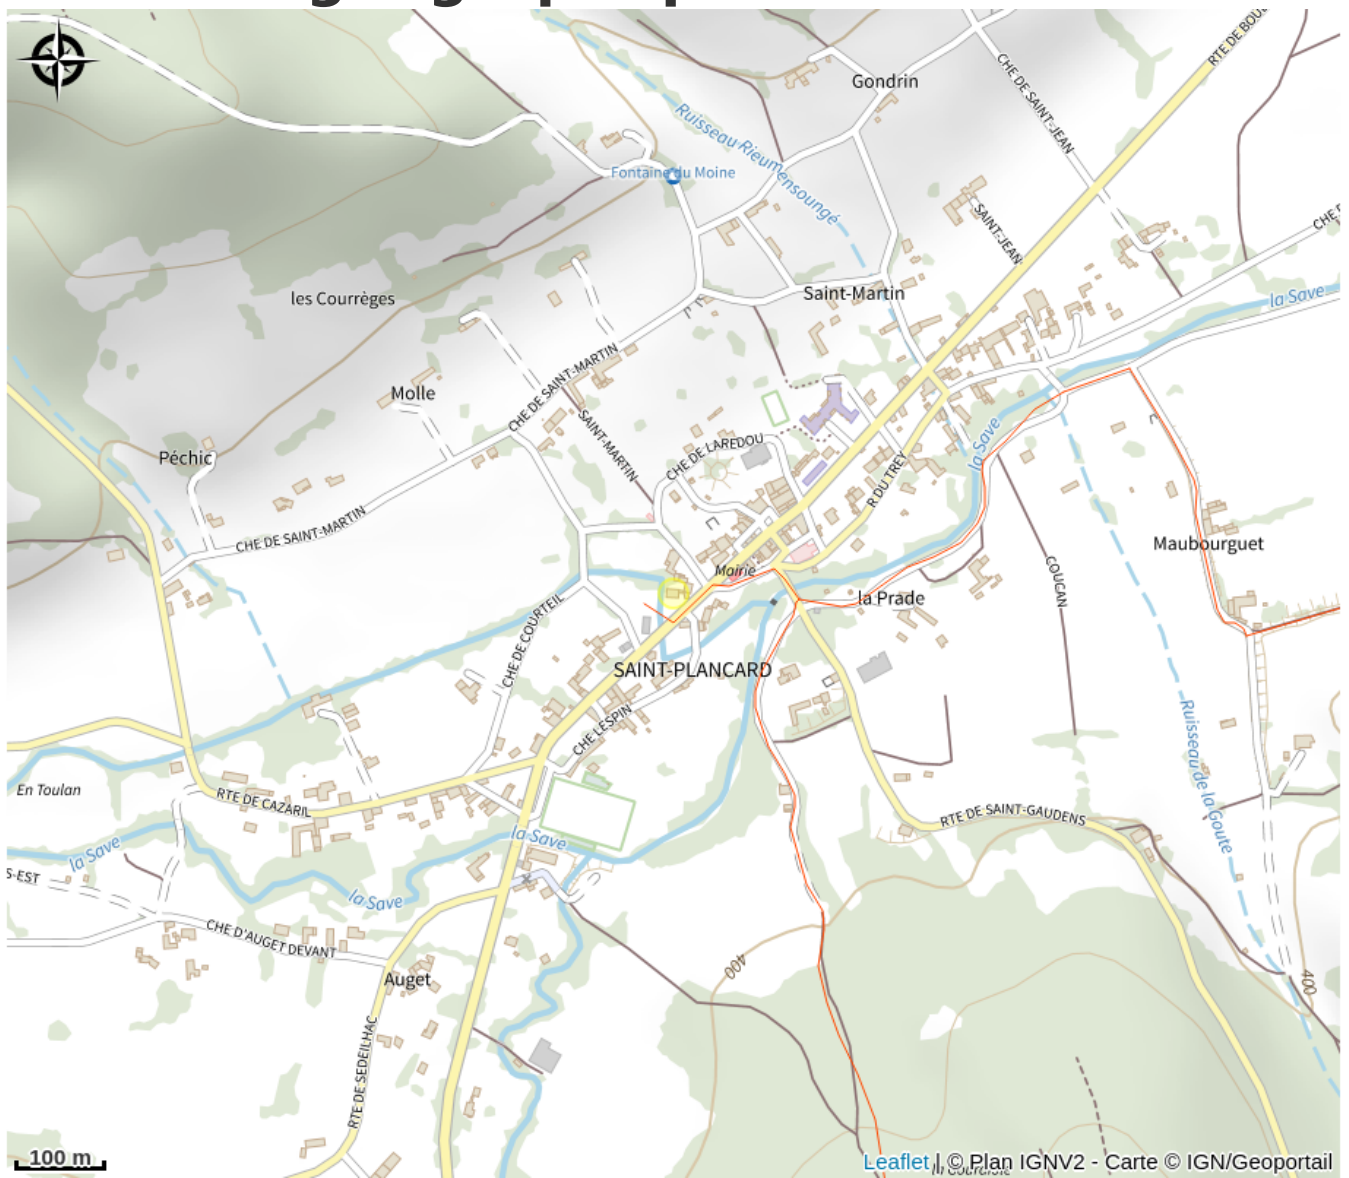 Gondrin
RTE DE BOU
CHE DE SAINT-JEAN
Ruisseau Rieumensoungé
Fontaine du Moine
SAINT-JEAN
CHE
les Courrèges
Saint-Martin
la Save
CHE DE SAINT-MARTIN
Molle
SAINT-MARTIN
CHE DE LAREDOU
la Save
Péchic
R DU TREY
CHE DE SAINT-MARTIN
Maubourguet
Mairie
COUCAN
CHE DE COURTEIL
la Prade
SAINT-PLANCARD
CHE LESPIN
Ruisseau de la Goute
En Toulan
RTE DE CAZARIL
RTE DE SAINT-GAUDENS
la Save
la Save
S-EST
la Save
CHE D'AUGET DEVANT
400
400
Auget
RTE DE SEDEILHAC
100 m
Leaflet | © Plan IGNV2 - Carte © IGN/Geoportail